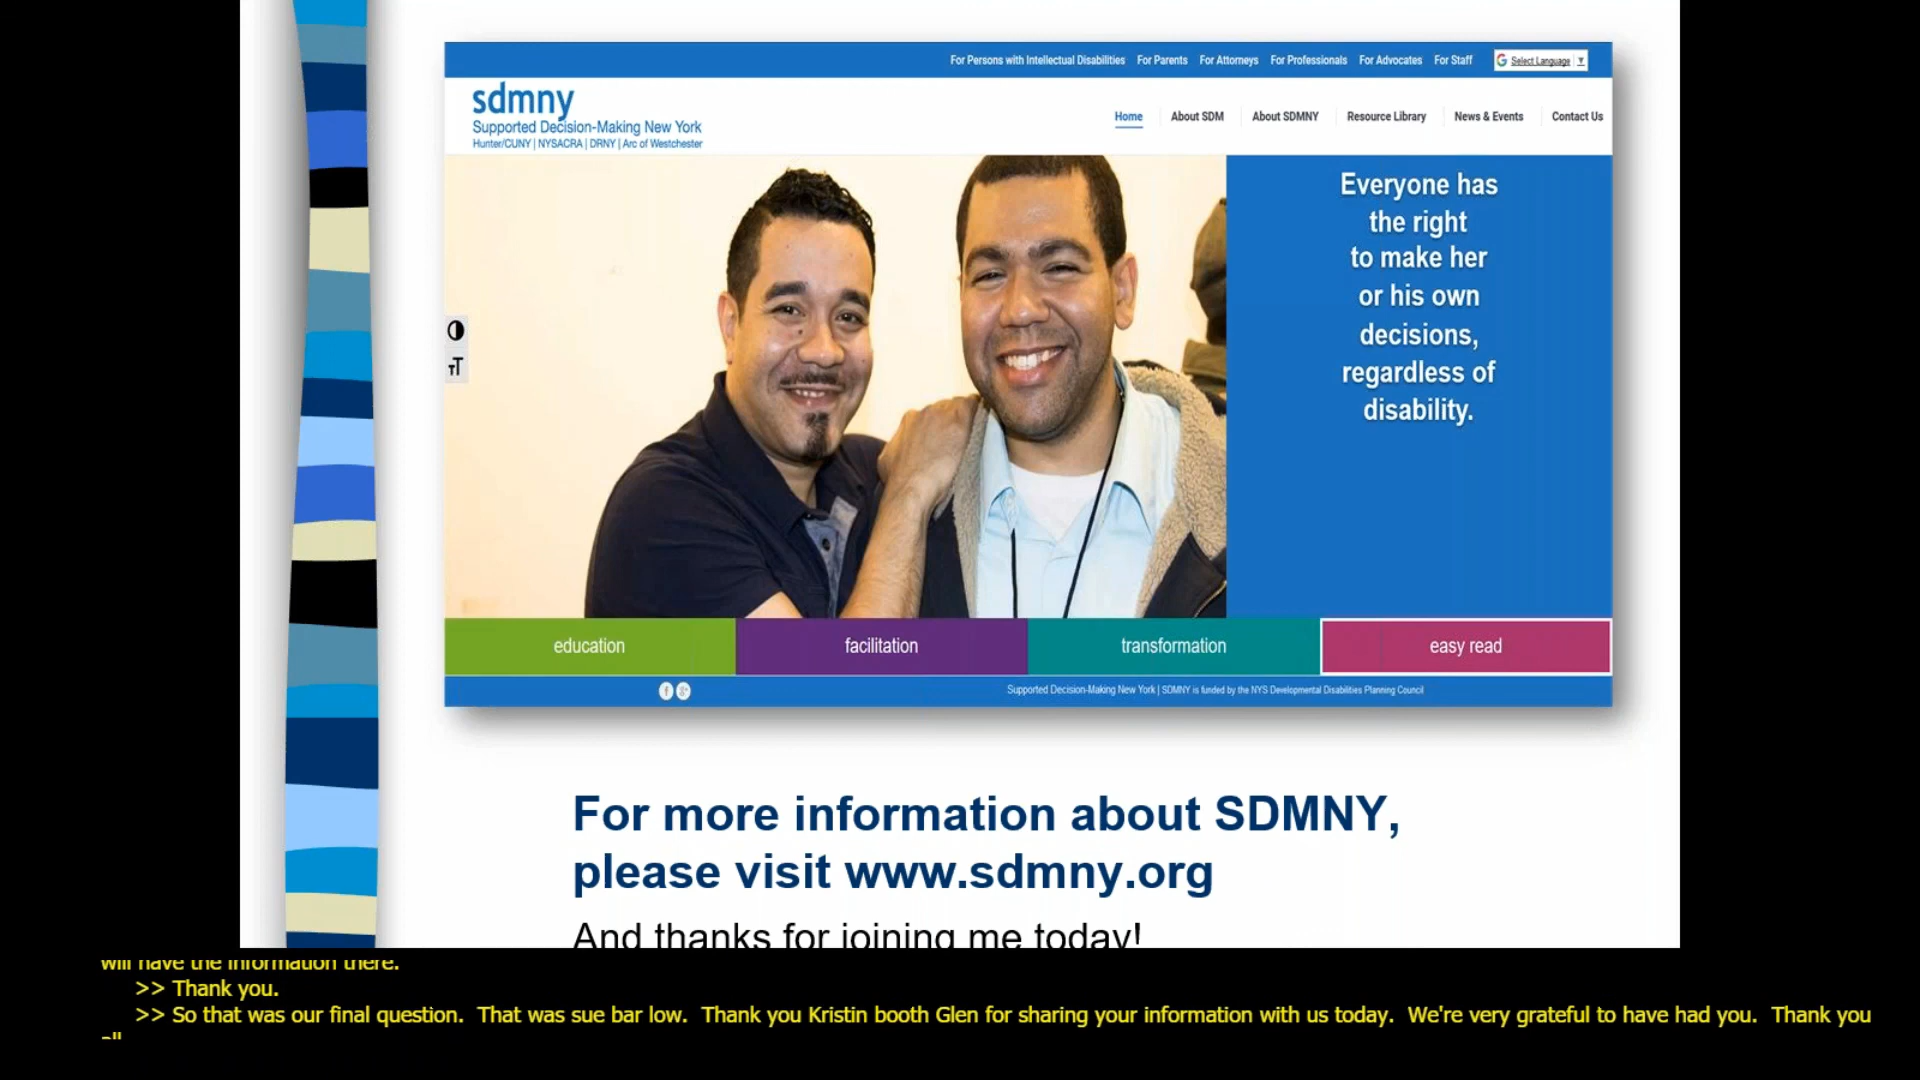 For Persons with Intellectual Disabilities For Parents For Attorneys For Professionals For Advocates For Staff Select Language
sdmny
Supported Decision-Making New York
Hunter/CUNY | NYSACRA | DRNY | Arc of Westchester
Home About SDM About SDMNY Resource Library News & Events Contact Us
Everyone has
the right
to make her
or his own
decisions,
regardless of
disability.
education facilitation transformation easy read
Supported Decision-Making New York | SDMNY is funded by the NYS Developmental Disabilities Planning Council
For more information about SDMNY,
please visit www.sdmny.org
And thanks for joining me today!
will have the information there.
>> Thank you.
>> So that was our final question. That was sue bar low. Thank you Kristin booth Glen for sharing your information with us today. We're very grateful to have had you. Thank you